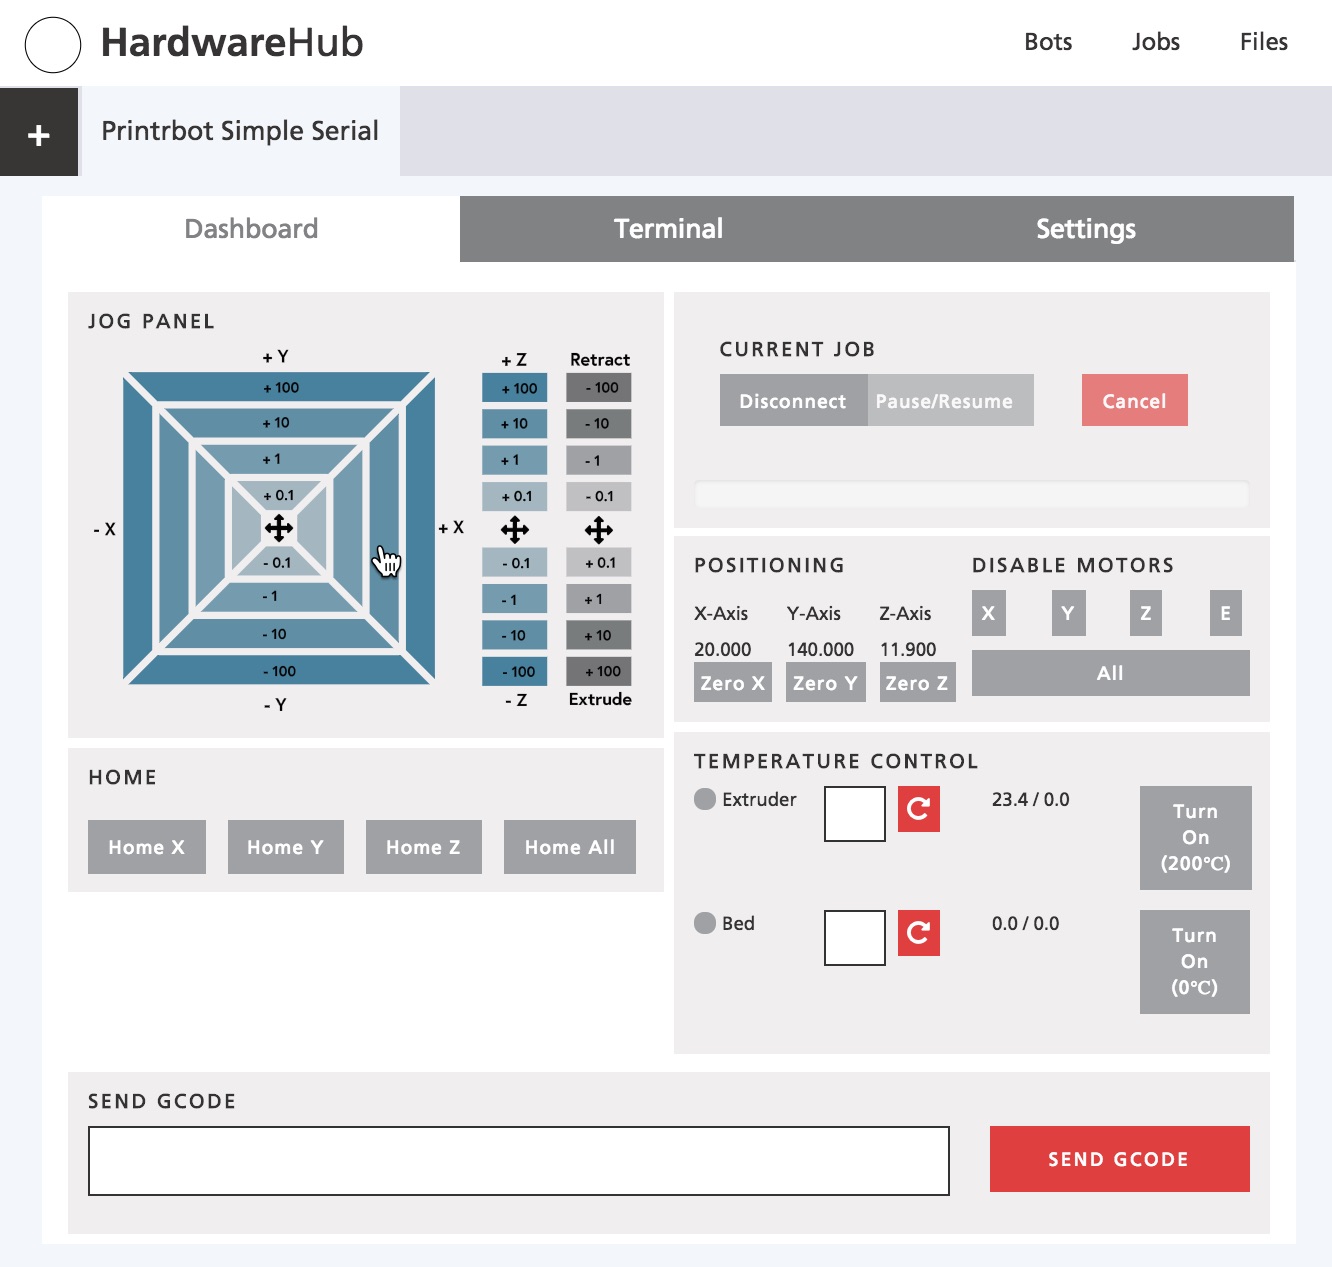 HardwareHub
Bots Jobs Files
+ Printrbot Simple Serial
Dashboard Terminal Settings
JOG PANEL
+ Y
+ 100
+ 10
+ 1
+ 0.1
- X
+ X
- 0.1
- 1
- 10
- 100
- Y
+ Z
+ 100
+ 10
+ 1
+ 0.1
- 0.1
- 1
- 10
- 100
- Z
Retract
- 100
- 10
- 1
- 0.1
+ 0.1
+ 1
+ 10
+ 100
Extrude
HOME
Home X Home Y Home Z Home All
CURRENT JOB
Disconnect Pause/Resume Cancel
POSITIONING
X-Axis Y-Axis Z-Axis
20.000 140.000 11.900
Zero X Zero Y Zero Z
DISABLE MOTORS
X Y Z E
All
TEMPERATURE CONTROL
Extruder 23.4 / 0.0
Turn
On
(200℃)
Bed 0.0 / 0.0
Turn
On
(0℃)
SEND GCODE
SEND GCODE